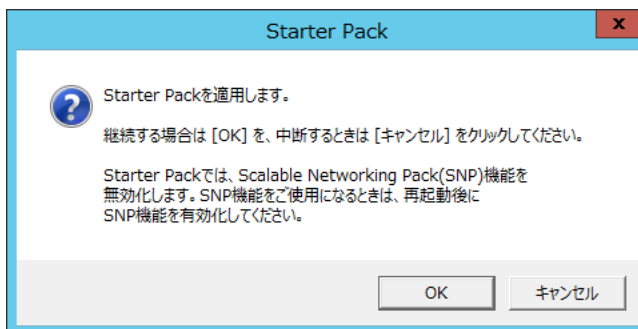 Starter Pack
x
Starter Packを適用します。
継続する場合は [OK] を、中断するときは [キャンセル] をクリックしてください。
Starter Packでは、Scalable Networking Pack(SNP)機能を
無効化します。SNP機能をご使用になるときは、再起動後に
SNP機能を有効化してください。
OK
キャンセル